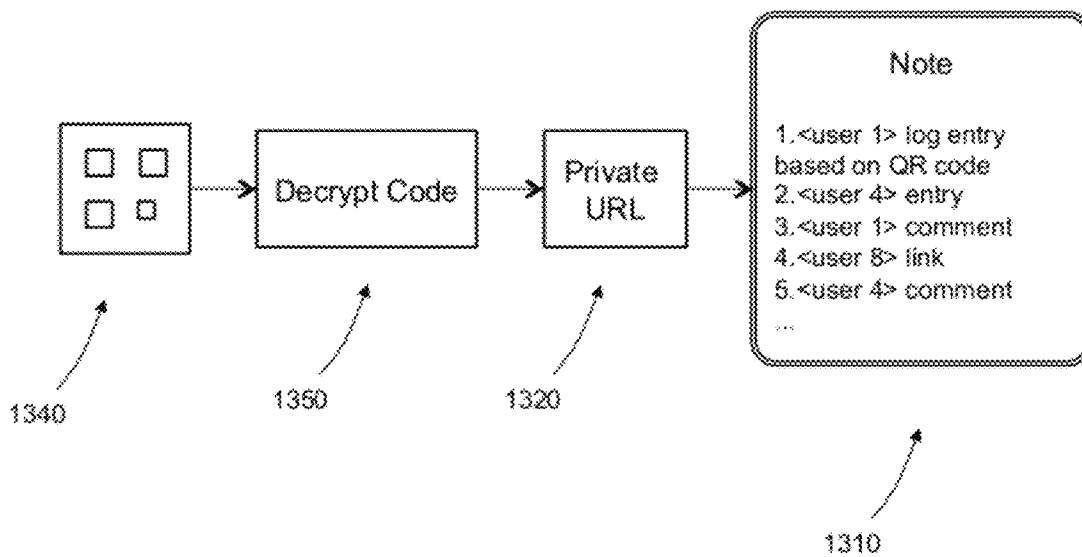 Note
1.<user 1> log entry
based on QR code
2.<user 4> entry
3.<user 1> comment
4.<user 8> link
5.<user 4> comment
...
Decrypt Code
Private
URL
1340
1350
1320
1310